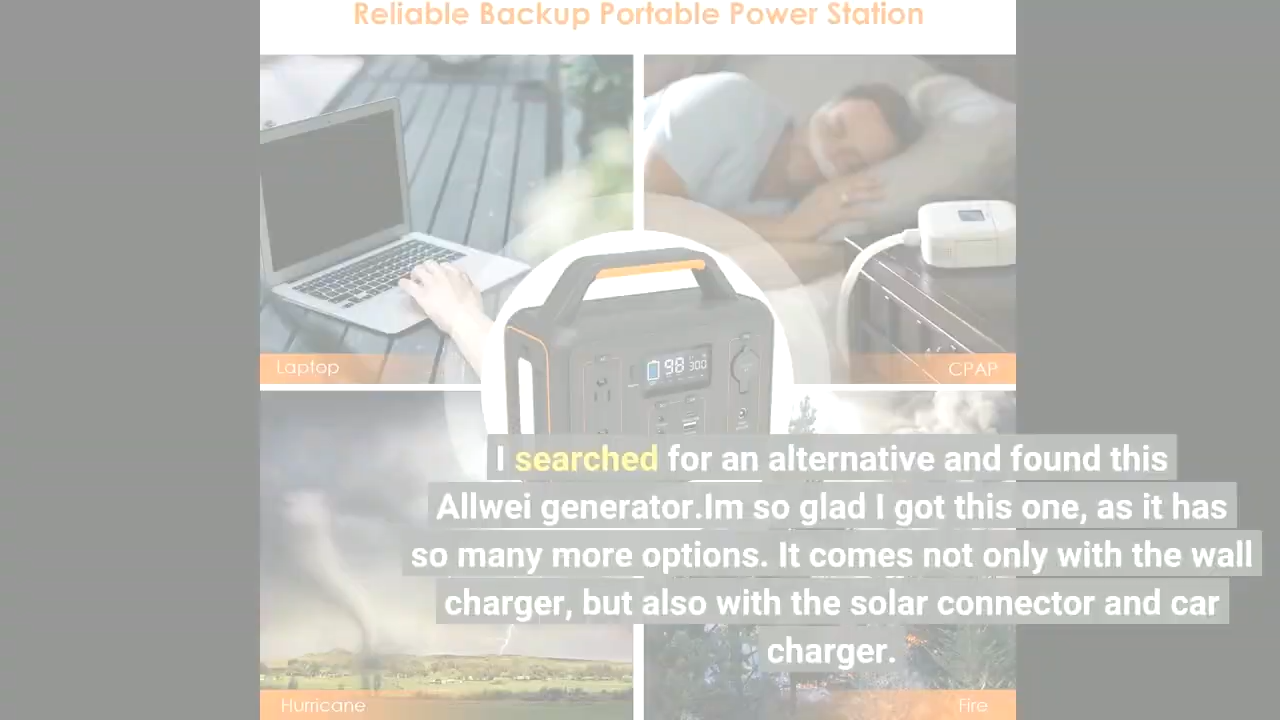 Reliable Backup Portable Power Station
Laptop
CPAP
98 300
I searched for an alternative and found this
Allwei generator.Im so glad I got this one, as it has
so many more options. It comes not only with the wall
charger, but also with the solar connector and car
charger.
Hurricane
Fire